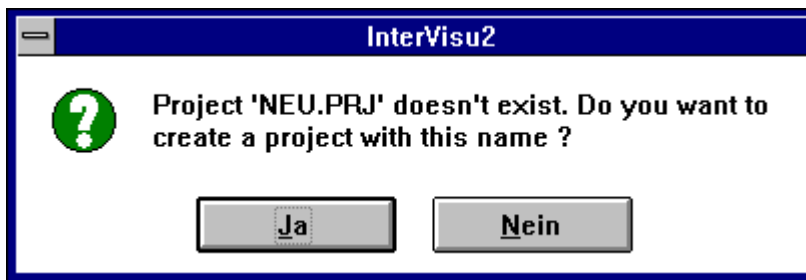 InterVisu2
Project 'NEU.PRJ' doesn't exist. Do you want to
create a project with this name ?
Ja Nein